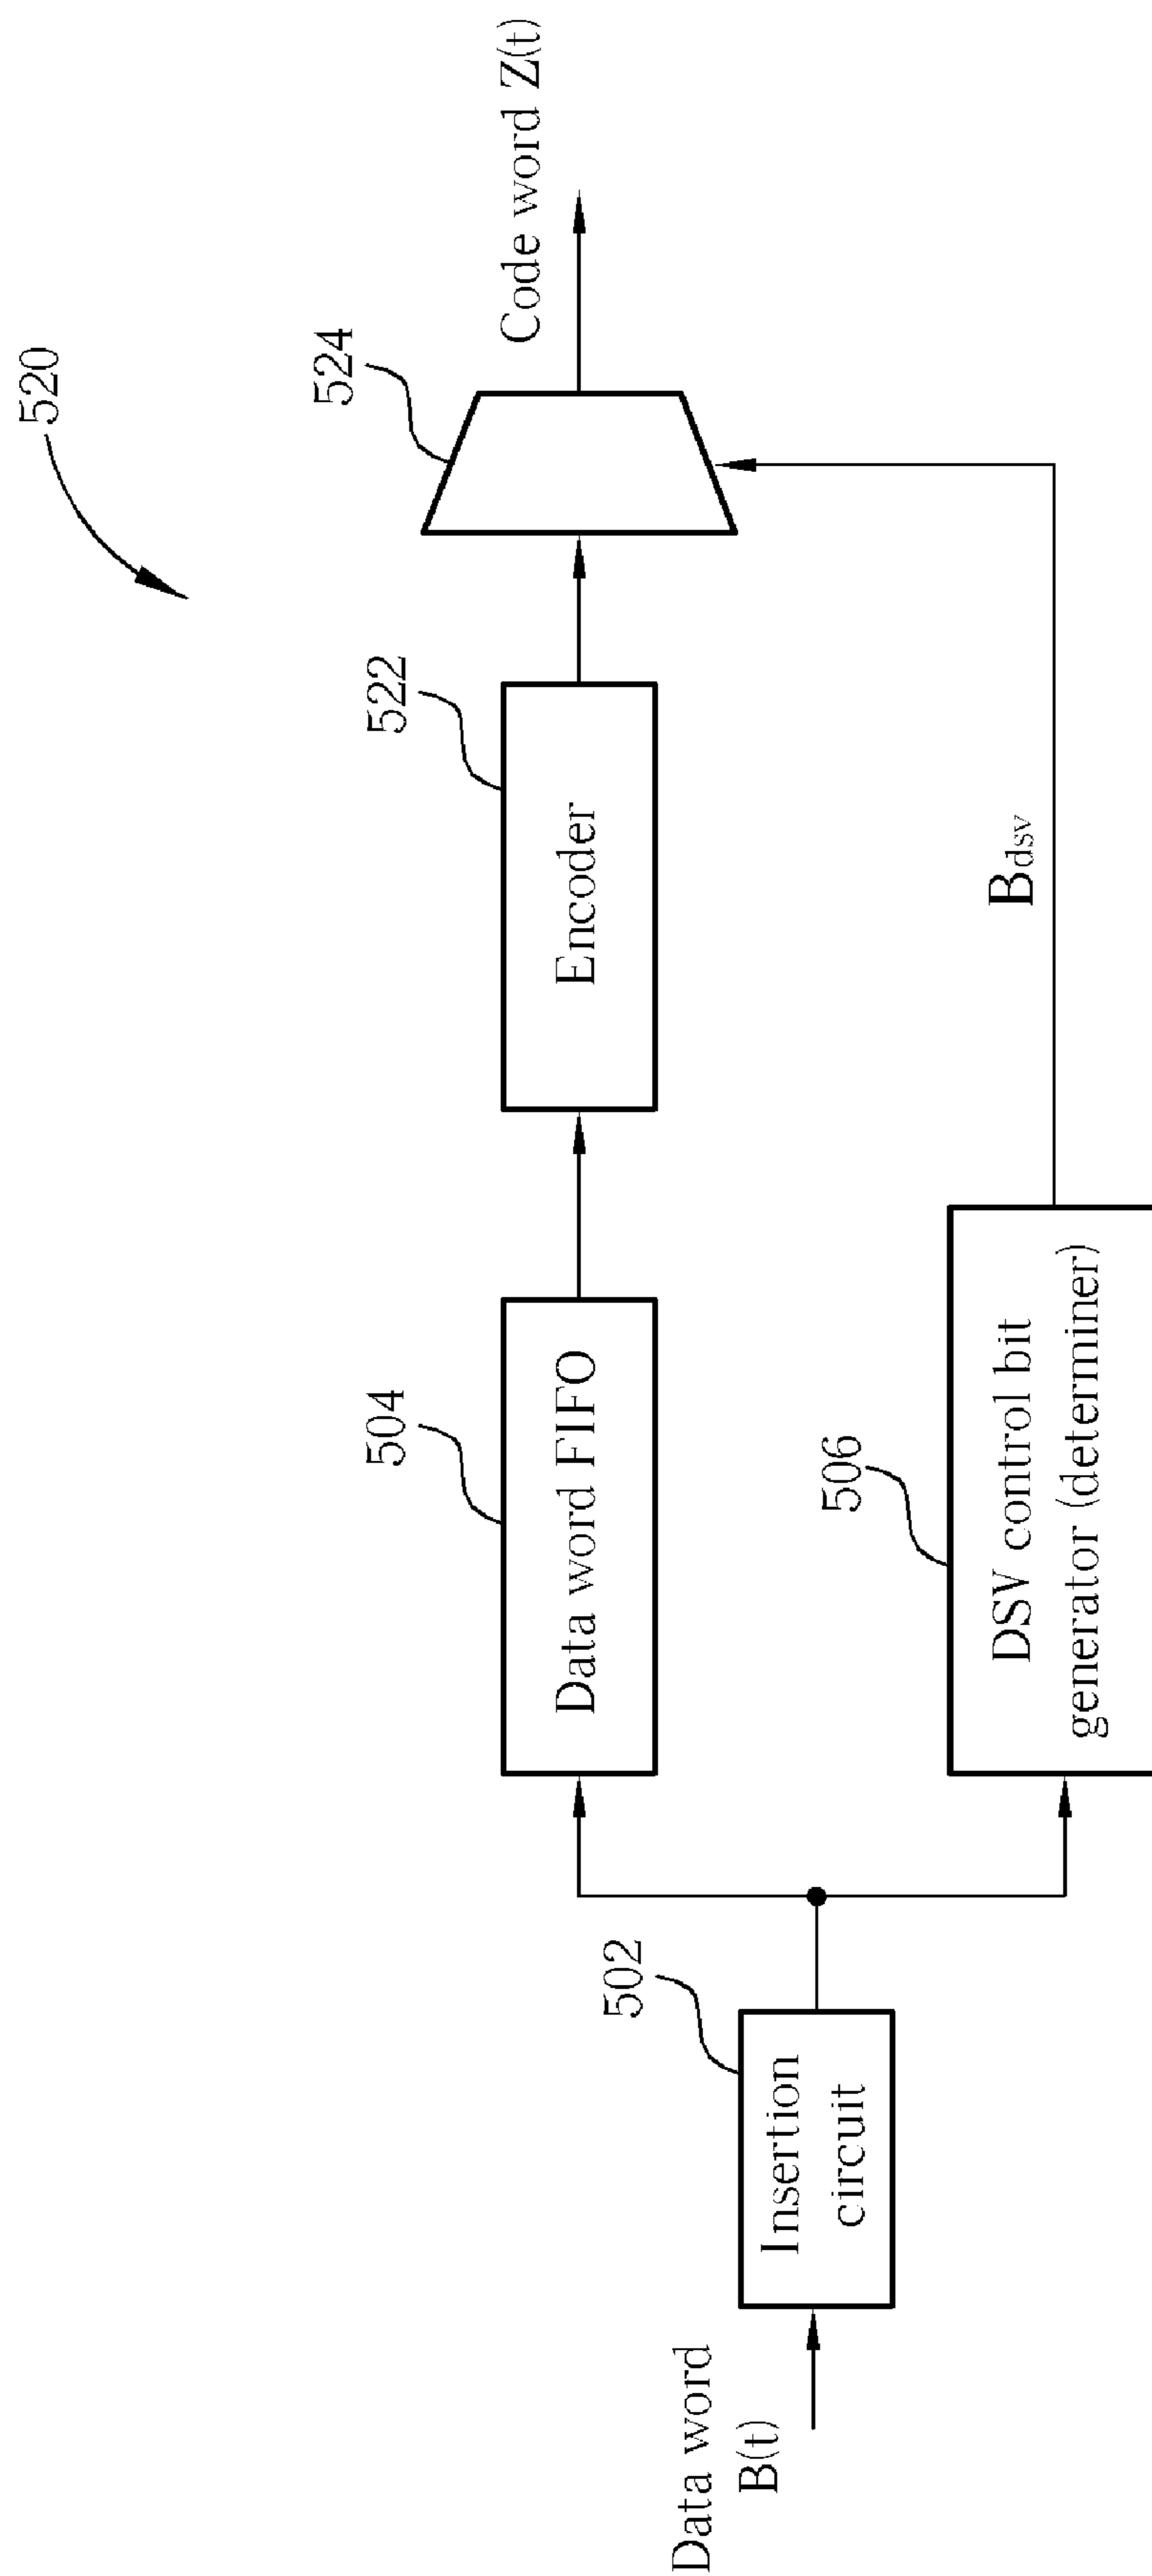 520
524
Code word Z(t)
522
Encoder
504
Data word FIFO
506
DSV control bit
generator (determiner)
Bdsv
502
Insertion
circuit
Data word
B(t)